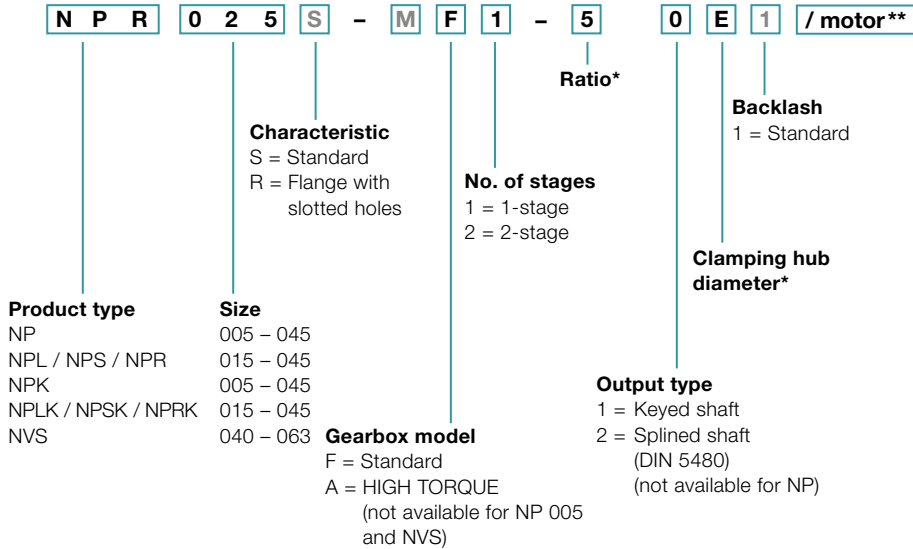 N P R 0 2 5 S – M F 1 – 5 0 E 1 / motor**
Ratio*
Backlash
1 = Standard
Characteristic
S = Standard
R = Flange with
slotted holes
No. of stages
1 = 1-stage
2 = 2-stage
Clamping hub
diameter*
Product type
NP
NPL / NPS / NPR
NPK
NPLK / NPSK / NPRK
NVS
Size
005 – 045
015 – 045
005 – 045
015 – 045
040 – 063
Gearbox model
F = Standard
A = HIGH TORQUE
(not available for NP 005
and NVS)
Output type
1 = Keyed shaft
2 = Splined shaft
(DIN 5480)
(not available for NP)